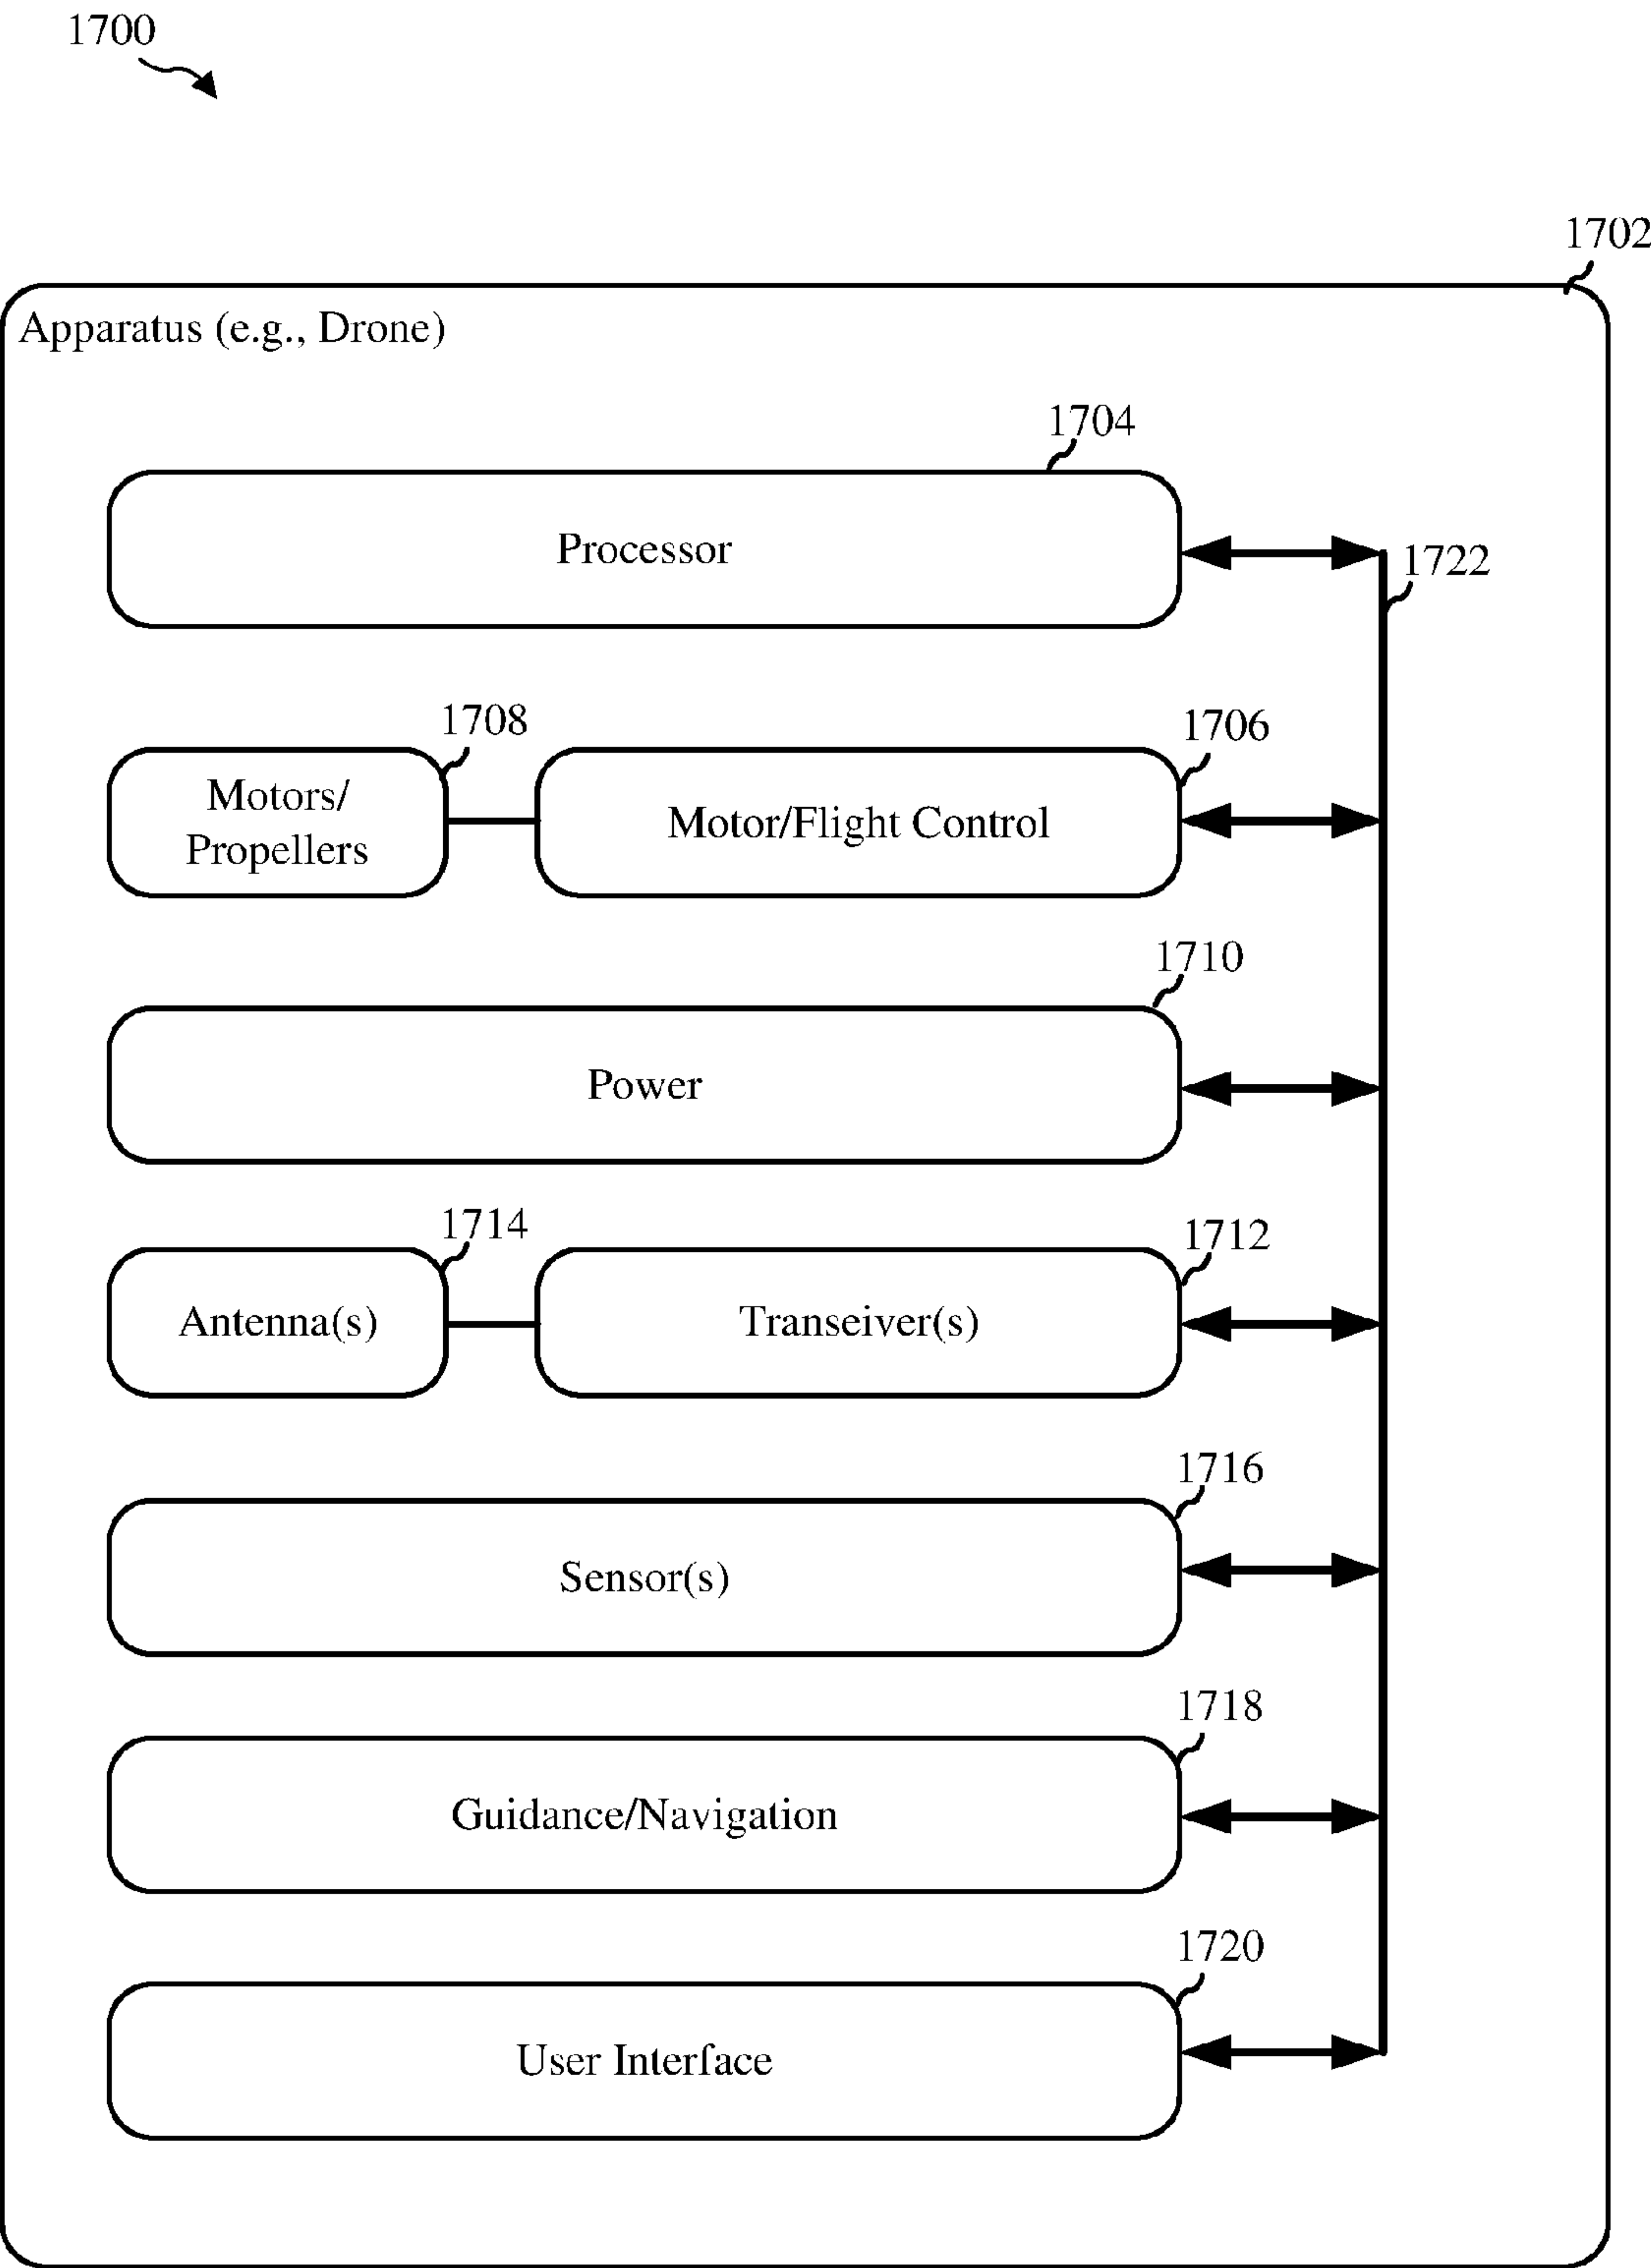 1700
1702
Apparatus (e.g., Drone)
1704
Processor
1722
1708
1706
Motors/
Propellers
Motor/Flight Control
1710
Power
1714
1712
Antenna(s)
Transeiver(s)
1716
Sensor(s)
1718
Guidance/Navigation
1720
User Interface